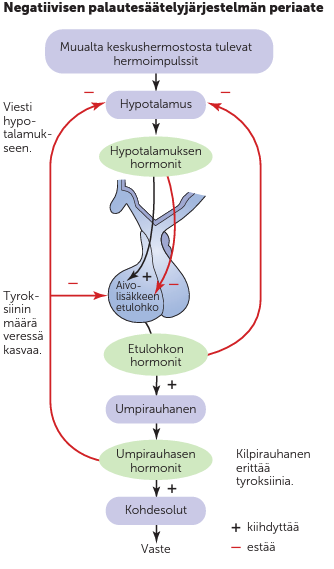 Negatiivisen palautesäätelyjärjestelmän periaate
Muualta keskushermostosta tulevat
hermoimpulssit
Viesti
hypo-
talamuk-
seen.
−
Hypotalamus
−
Hypotalamuksen
hormonit
+
−
Aivo-
lisäkkeen
etulohko
−
Tyrok-
siinin
määrä
veressä
kasvaa.
Etulohkon
hormonit
+
Umpirauhanen
Umpirauhasen
hormonit
Kilpirauhanen
erittää
tyroksiinia.
+
Kohdesolut
+ kiihdyttää
− estää
Vaste